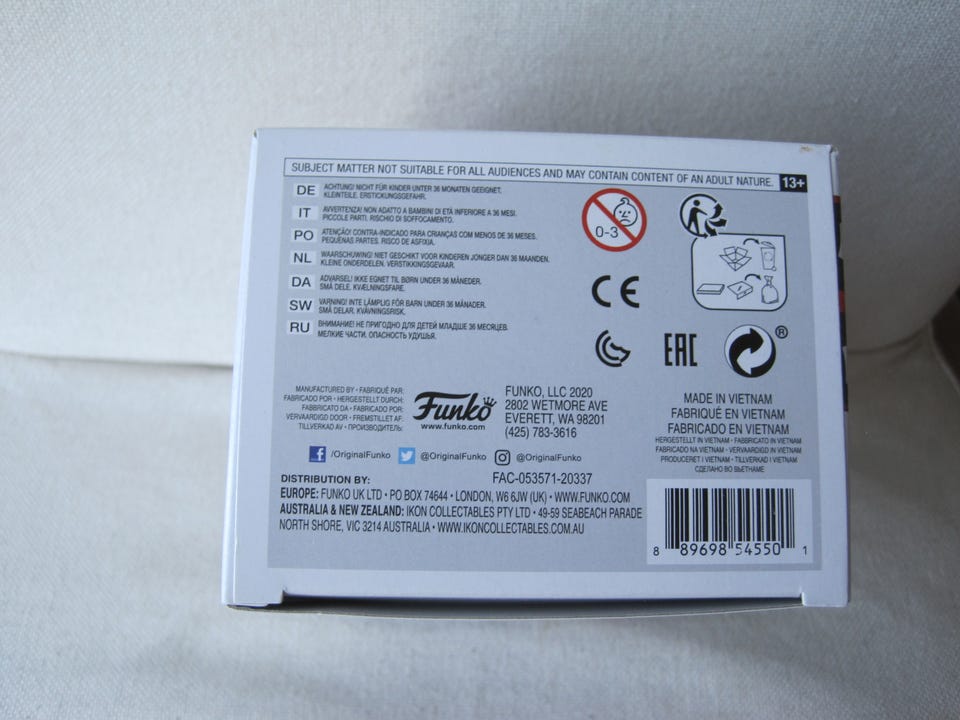 SUBJECT MATTER NOT SUITABLE FOR ALL AUDIENCES AND MAY CONTAIN CONTENT OF AN ADULT NATURE. 13+
DE ACHTUNG! NICHT FÜR KINDER UNTER 36 MONATEN GEEIGNET.
KLEINTEILE. ERSTICKUNGSGEFAHR.
IT AVVERTENZA! NON ADATTO A BAMBINI DI ETÀ INFERIORE A 36 MESI.
PICCOLE PARTI. RISCHIO DI SOFFOCAMENTO.
PO ATENÇÃO! CONTRA-INDICADO PARA CRIANÇAS COM MENOS DE 36 MESES.
PEQUENAS PARTES. RISCO DE ASFIXIA.
NL WAARSCHUWING! NIET GESCHIKT VOOR KINDEREN JONGER DAN 36 MAANDEN.
KLEINE ONDERDELEN. VERSTIKKINGSGEVAAR.
DA ADVARSEL! IKKE EGNET TIL BØRN UNDER 36 MÅNEDER.
SMÅ DELE. KVÆLNINGSFARE.
SW VARNING! INTE LÄMPLIG FÖR BARN UNDER 36 MÅNADER.
SMÅ DELAR. KVÄVNINGSRISK.
RU ВНИМАНИЕ! НЕ ПРИГОДНО ДЛЯ ДЕТЕЙ МЛАДШЕ 36 МЕСЯЦЕВ.
МЕЛКИЕ ЧАСТИ. ОПАСНОСТЬ УДУШЬЯ.
0-3
CE
EAC
®
MANUFACTURED BY • FABRIQUÉ PAR:
FABRICADO POR • HERGESTELLT DURCH:
FABBRICATO DA • FABRICADO POR:
VERVAARDIGD DOOR • FREMSTILLET AF:
TILLVERKAD AV • ПРОИЗВОДИТЕЛЬ:
Funko
www.funko.com
FUNKO, LLC 2020
2802 WETMORE AVE
EVERETT, WA 98201
(425) 783-3616
MADE IN VIETNAM
FABRIQUÉ EN VIETNAM
FABRICADO EN VIETNAM
HERGESTELLT IN VIETNAM • FABBRICATO IN VIETNAM
FABRICADO NA VIETNAM • VERVAARDIGD IN VIETNAM
PRODUCERET I VIETNAM • TILLVERKAD I VIETNAM
СДЕЛАНО ВО ВЬЕТНАМЕ
f /OriginalFunko @OriginalFunko @OriginalFunko
DISTRIBUTION BY: FAC-053571-20337
EUROPE: FUNKO UK LTD • PO BOX 74644 • LONDON, W6 6JW (UK) • WWW.FUNKO.COM
AUSTRALIA & NEW ZEALAND: IKON COLLECTABLES PTY LTD • 49-59 SEABEACH PARADE
NORTH SHORE, VIC 3214 AUSTRALIA • WWW.IKONCOLLECTABLES.COM.AU
8 89698 54550 1